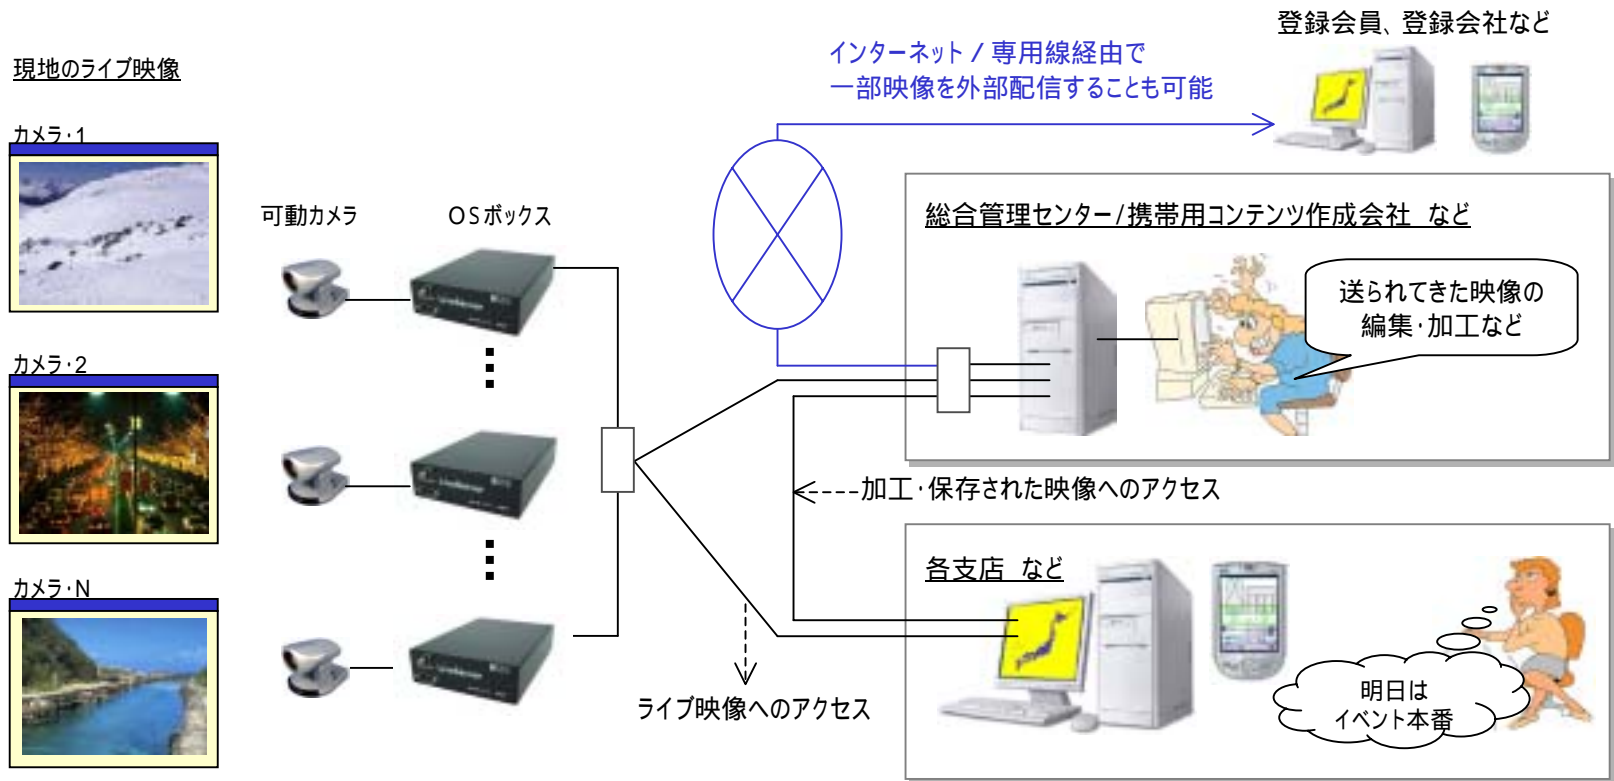 登録会員、登録会社など
インターネット / 専用線経由で
一部映像を外部配信することも可能
現地のライブ映像
カメラ・1
可動カメラ
OSボックス
総合管理センター/携帯用コンテンツ作成会社 など
送られてきた映像の
編集・加工など
カメラ・2
加工・保存された映像へのアクセス
各支店 など
カメラ・N
ライブ映像へのアクセス
明日は
イベント本番